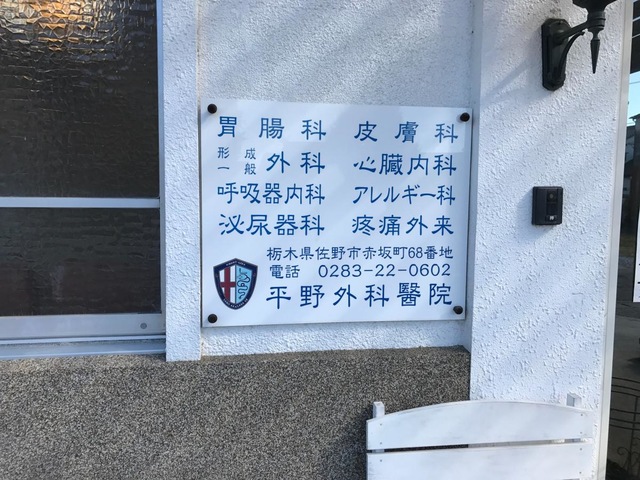 胃腸科 皮膚科
形成一般 外科 心臓内科
呼吸器内科 アレルギー科
泌尿器科 疼痛外来
栃木県佐野市赤坂町68番地
電話 0283-22-0602
平野外科醫院